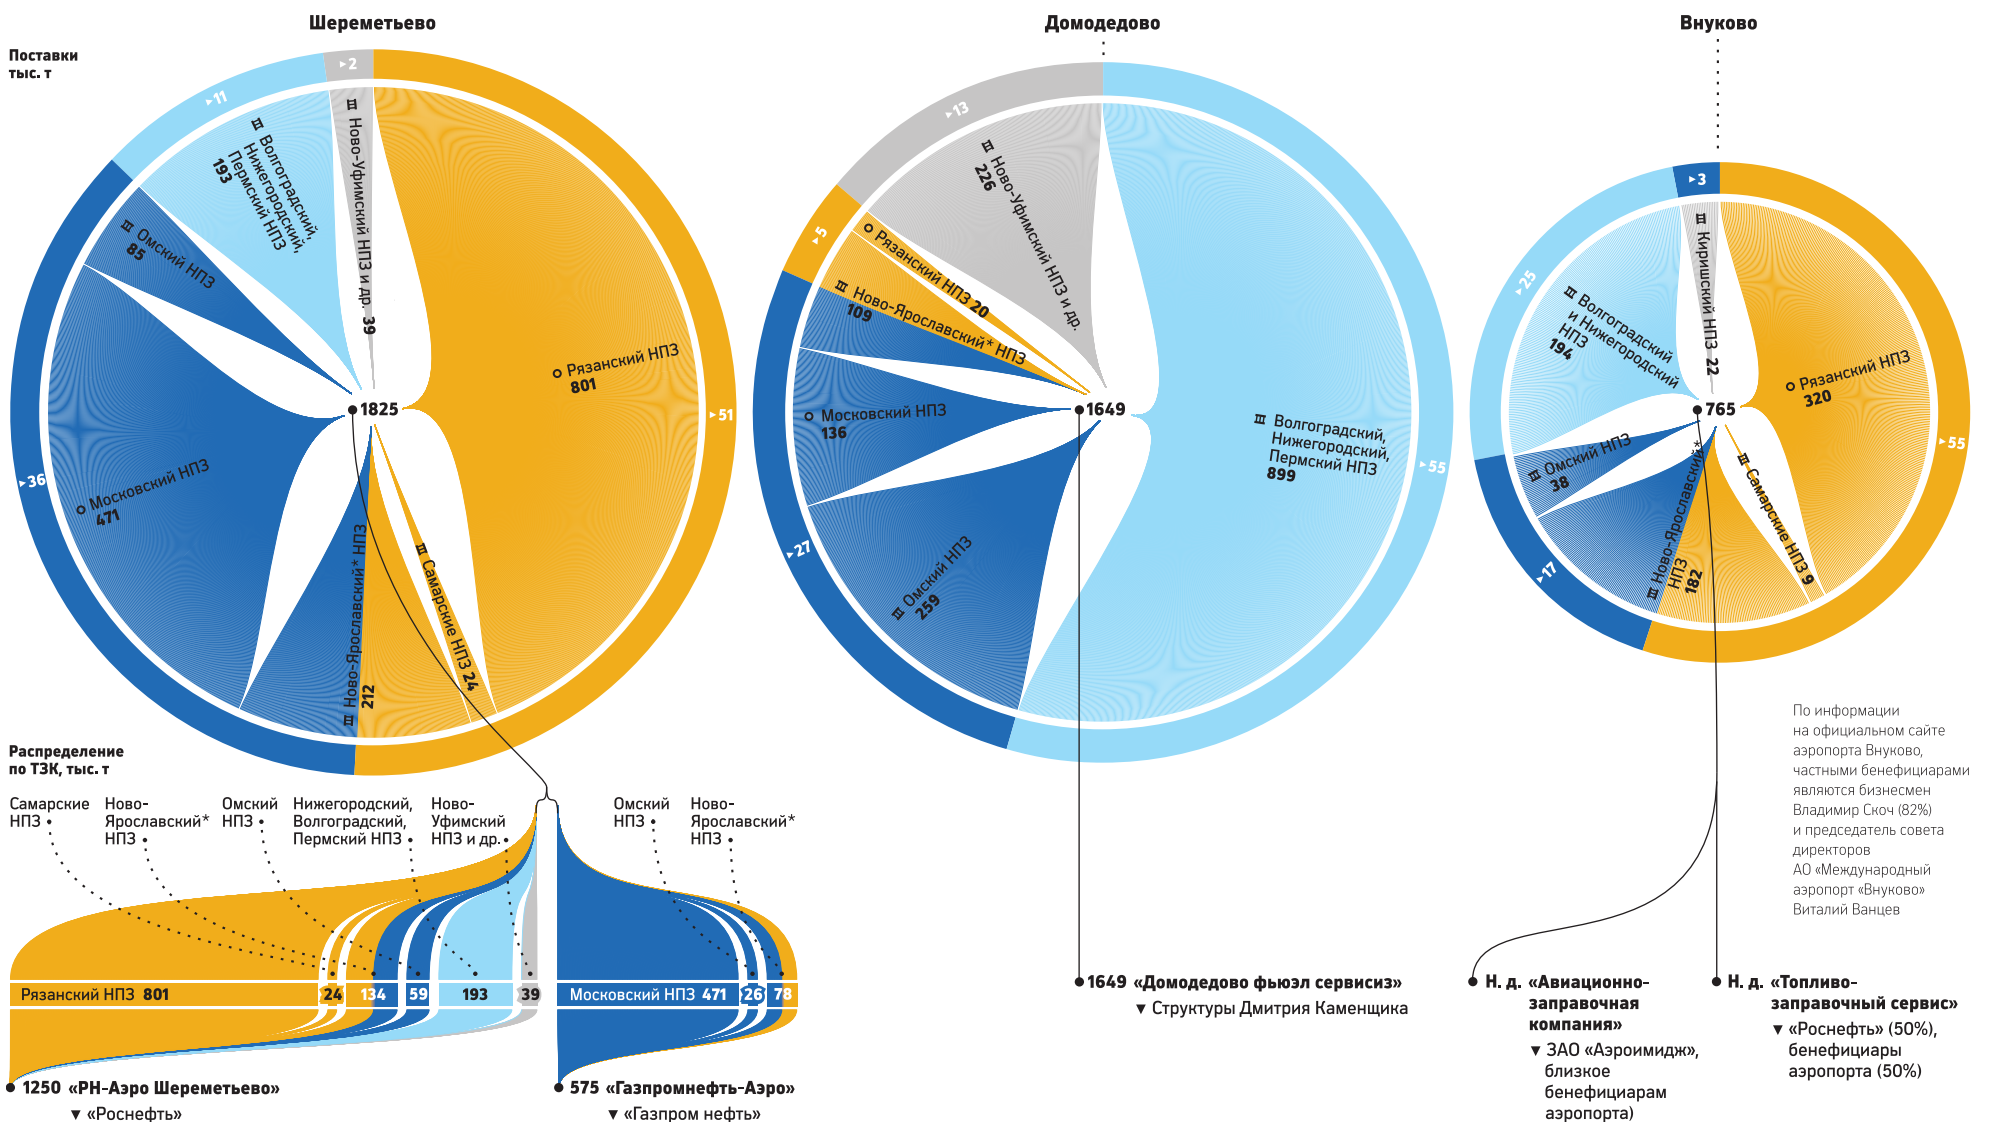 Шереметьево
Домодедово
Внуково
Поставки
тыс. т
2
11
36
51
Ново-Уфимский НПЗ и др. 39
Волгоградский,
Нижегородский,
Пермский НПЗ
193
Омский НПЗ
85
Московский НПЗ
471
Ново-Ярославский* НПЗ
212
Самарские НПЗ 24
Рязанский НПЗ
801
1825
13
5
27
55
Ново-Уфимский НПЗ и др.
226
Рязанский НПЗ 20
Ново-Ярославский* НПЗ
109
Московский НПЗ
136
Омский НПЗ
259
Волгоградский,
Нижегородский,
Пермский НПЗ
899
1649
3
25
17
55
Киришский НПЗ 22
Волгоградский
и Нижегородский
НПЗ
194
Омский НПЗ
38
Ново-Ярославский*
НПЗ
182
Самарские НПЗ 9
Рязанский НПЗ
320
765
По информации
на официальном сайте
аэропорта Внуково,
частными бенефициарами
являются бизнесмен
Владимир Скоч (82%)
и председатель совета
директоров
АО «Международный
аэропорт «Внуково»
Виталий Ванцев
Распределение
по ТЗК, тыс. т
Самарские
НПЗ
Ново-
Ярославский*
НПЗ
Омский
НПЗ
Нижегородский,
Волгоградский,
Пермский НПЗ
Ново-
Уфимский
НПЗ и др.
Омский
НПЗ
Ново-
Ярославский*
НПЗ
Рязанский НПЗ 801
24
134
59
193
39
Московский НПЗ 471
26
78
1250 «РН-Аэро Шереметьево»
▼ «Роснефть»
575 «Газпромнефть-Аэро»
▼ «Газпром нефть»
1649 «Домодедово фьюэл сервисиз»
▼ Структуры Дмитрия Каменщика
Н. д. «Авиационно-
заправочная
компания»
▼ ЗАО «Аэроимидж»,
близкое
бенефициарам
аэропорта)
Н. д. «Топливо-
заправочный сервис»
▼ «Роснефть» (50%),
бенефициары
аэропорта (50%)